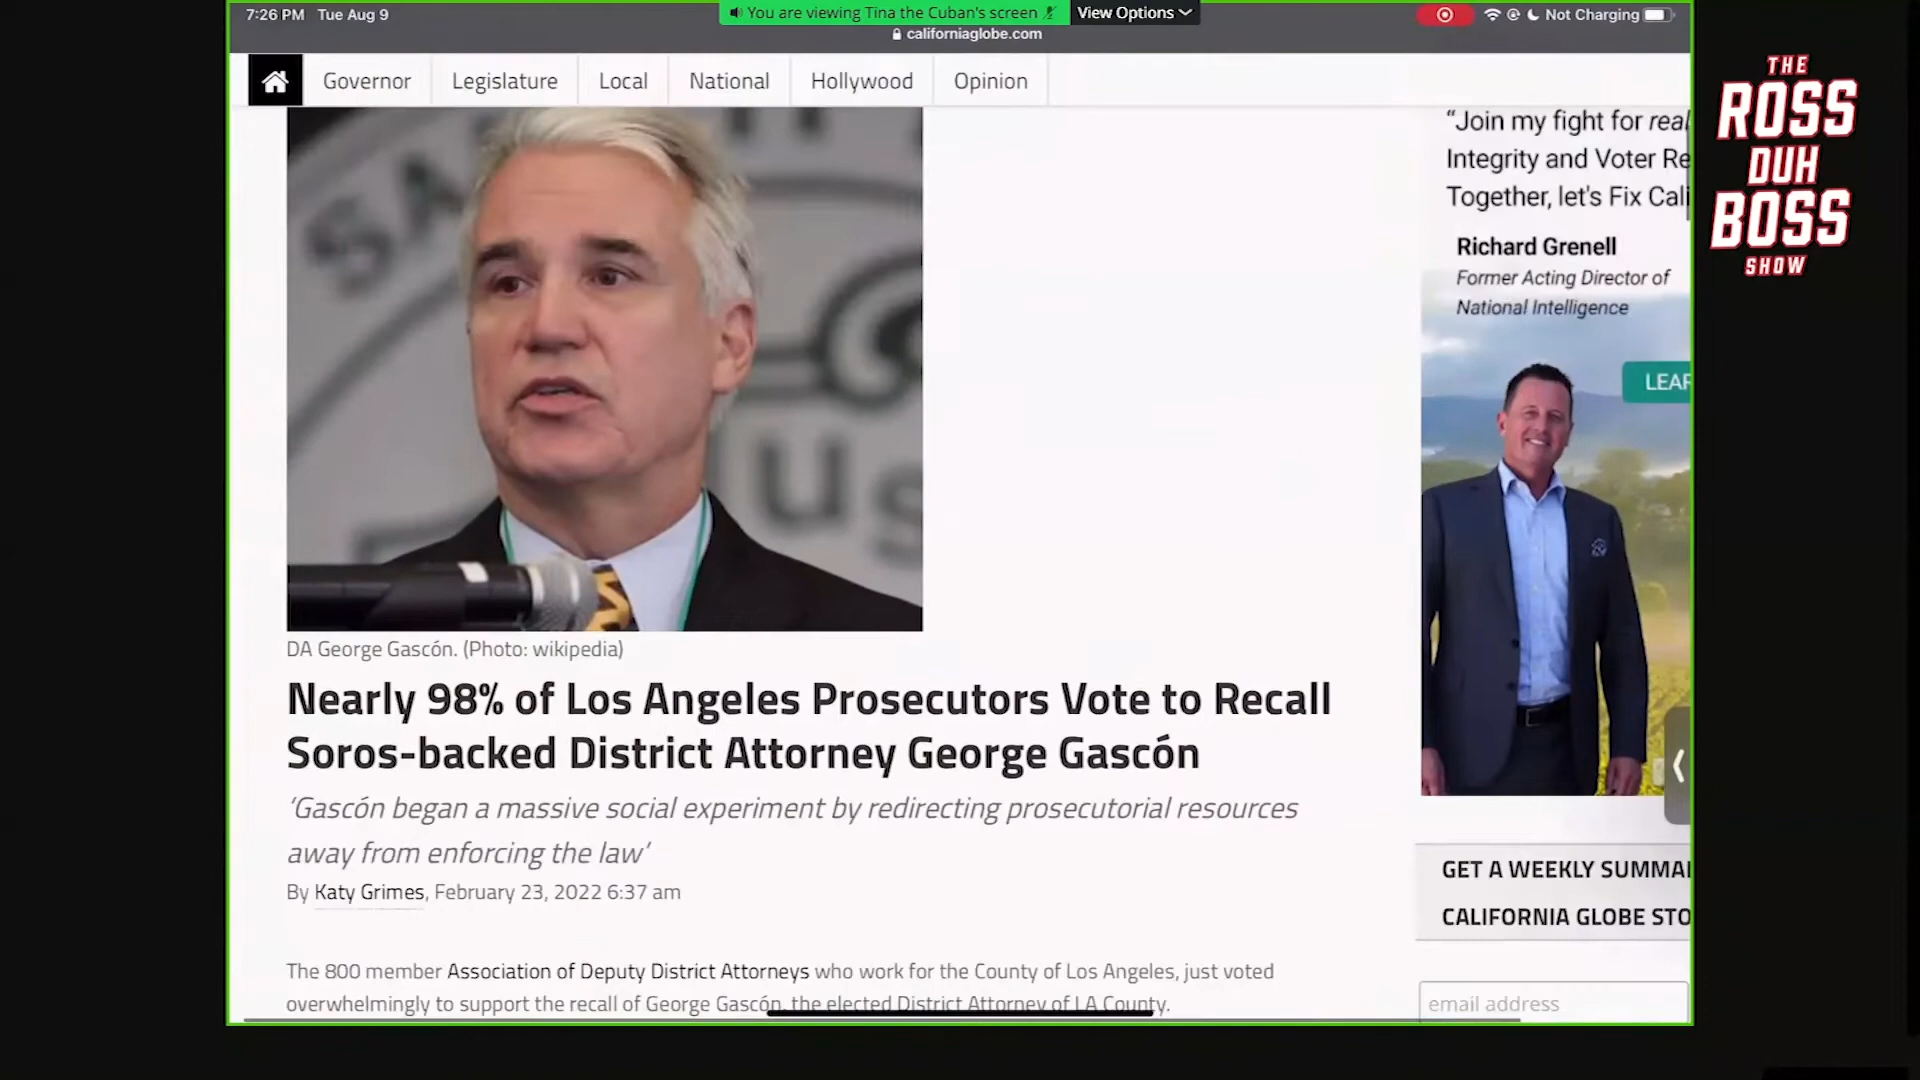 7:26 PM Tue Aug 9
You are viewing Tina the Cuban's screen
View Options
Not Charging
californiaglobe.com
Governor
Legislature
Local
National
Hollywood
Opinion
THE
ROSS
DUH
BOSS
SHOW
"Join my fight for real
Integrity and Voter Re
Together, let's Fix Cali
Richard Grenell
Former Acting Director of
National Intelligence
LEAR
SA
US
DA George Gascón. (Photo: wikipedia)
Nearly 98% of Los Angeles Prosecutors Vote to Recall
Soros-backed District Attorney George Gascón
'Gascón began a massive social experiment by redirecting prosecutorial resources
away from enforcing the law'
By Katy Grimes, February 23, 2022 6:37 am
The 800 member Association of Deputy District Attorneys who work for the County of Los Angeles, just voted
overwhelmingly to support the recall of George Gascón, the elected District Attorney of LA County.
GET A WEEKLY SUMMA
CALIFORNIA GLOBE STO
email address